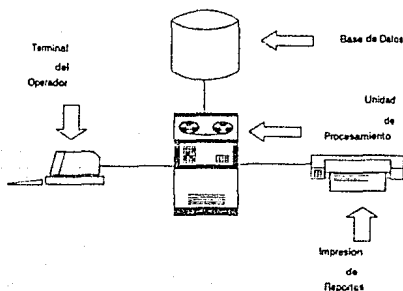 Terminal
del
Operador
Base de Datos
Unidad
de
Procesamiento
Impresion
de
Reportes